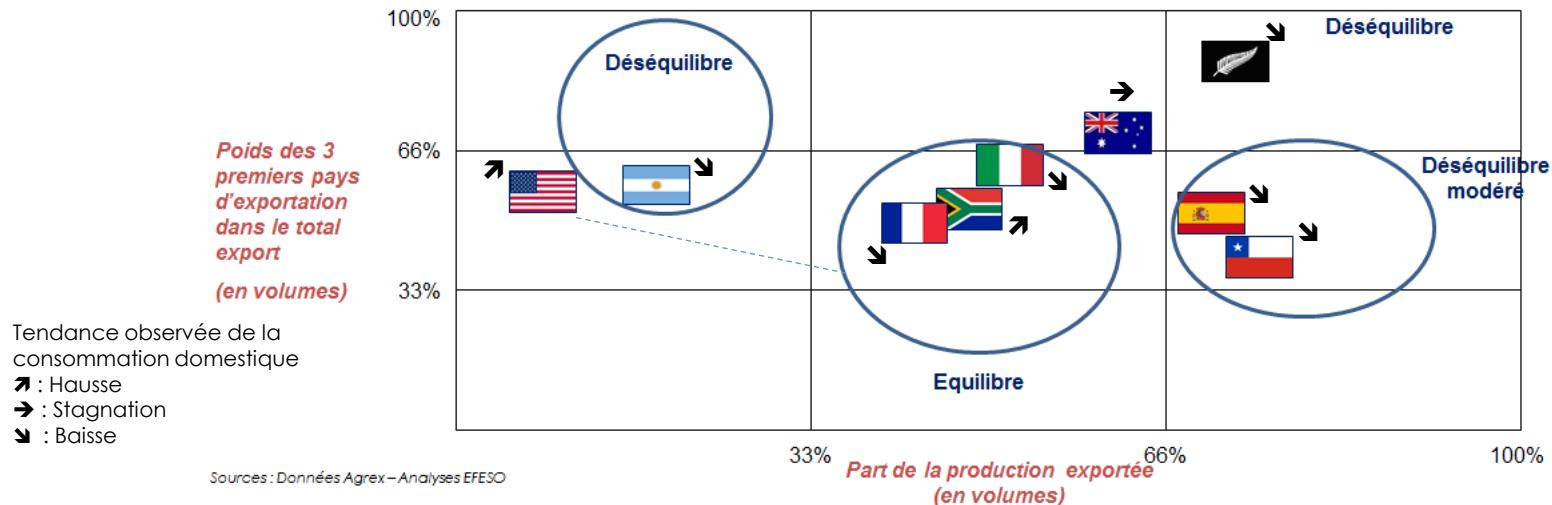 100%
Déséquilibre
Déséquilibre
Poids des 3
premiers pays
d'exportation
dans le total
export
(en volumes)
66%
Déséquilibre
modéré
33%
Tendance observée de la
consommation domestique
↗ : Hausse
➔ : Stagnation
↘ : Baisse
Equilibre
33%
66%
100%
Part de la production exportée
(en volumes)
Sources : Données Agrex – Analyses EFESO